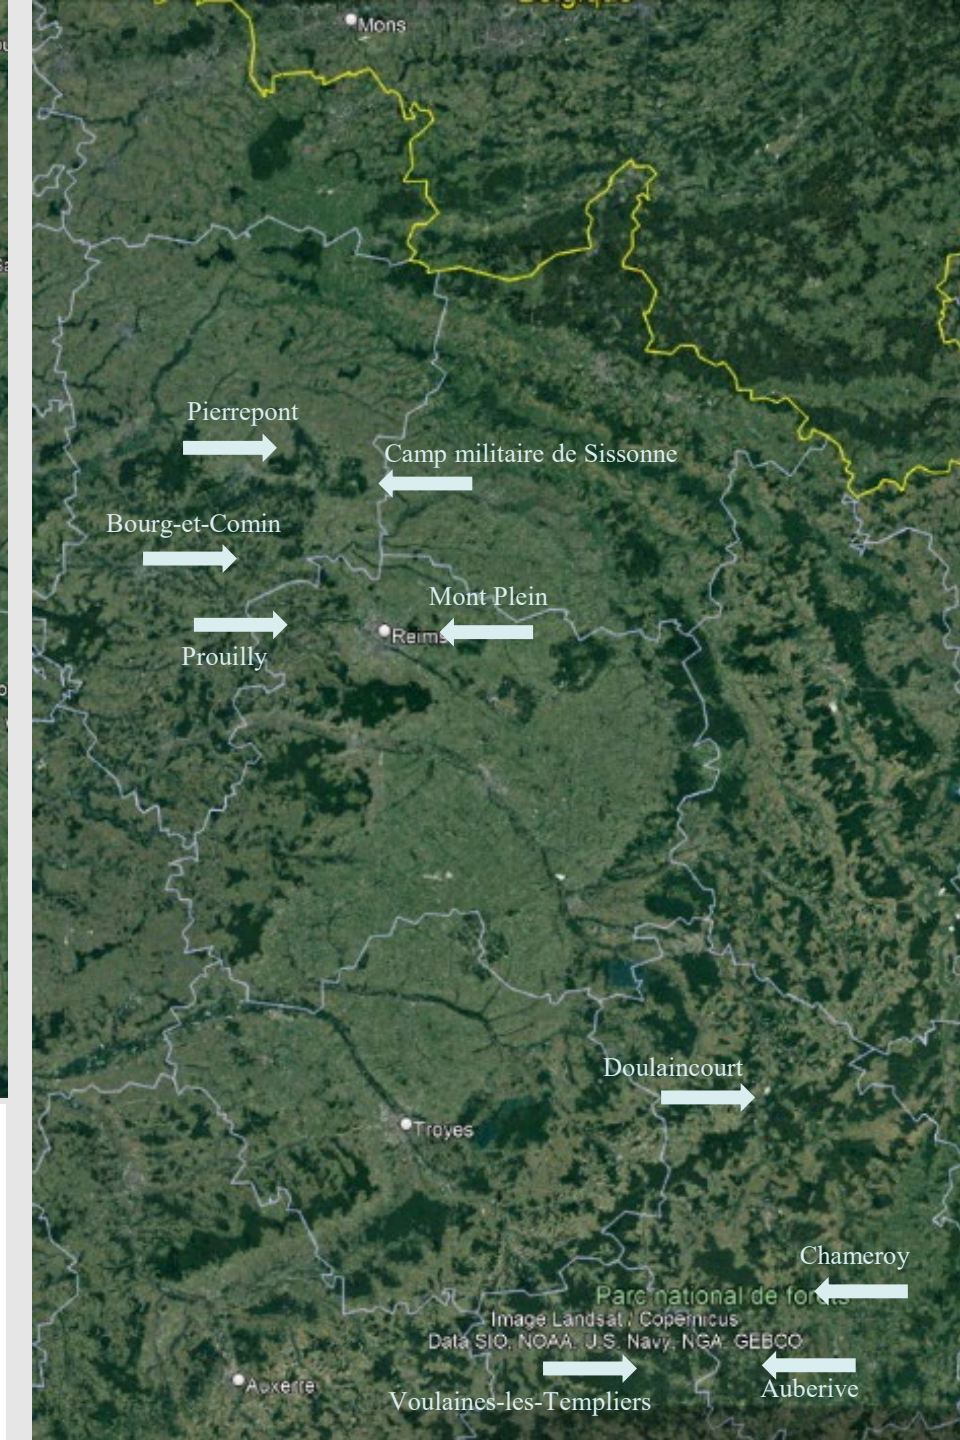 Belgique
Mons
Pierrepont
Camp militaire de Sissonne
Bourg-et-Comin
Mont Plein
Reims
Prouilly
Doulaincourt
Troyes
Chameroy
Parc national de forêts
Image Landsat / Copernicus
Data SIO, NOAA, U.S. Navy, NGA, GEBCO
Auberive
Auxerre
Voulaines-les-Templiers